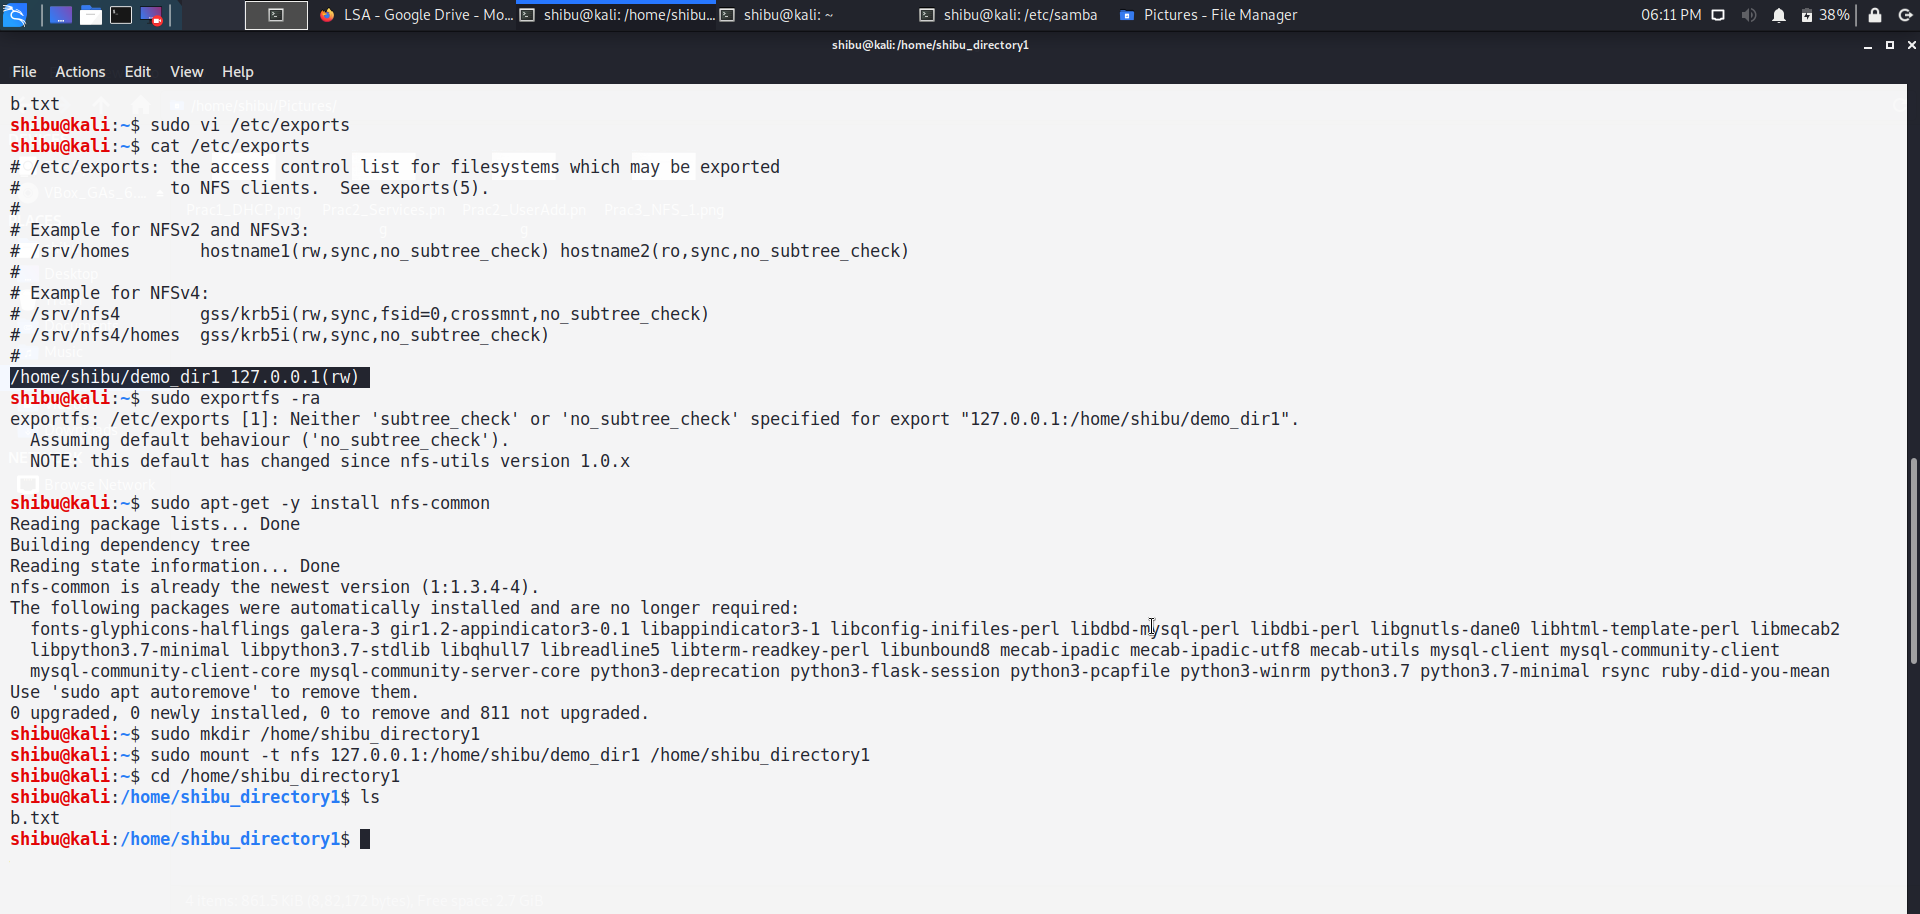 LSA - Google Drive - Mo...
shibu@kali: /home/shibu...
shibu@kali: ~
shibu@kali: /etc/samba
Pictures - File Manager
06:11 PM
38%
shibu@kali:/home/shibu_directory1
File Actions Edit View Help
/home/shibu/Pictures/
b.txt
shibu@kali:~$ sudo vi /etc/exports
shibu@kali:~$ cat /etc/exports
# /etc/exports: the access control list for filesystems which may be exported
#               to NFS clients.  See exports(5).
VBox_GAs_6...
#
Prac1_DHCP.png Prac2_Services.pn g Prac2_UserAdd.pn g Prac3_NFS_1.png
# Example for NFSv2 and NFSv3:
# /srv/homes       hostname1(rw,sync,no_subtree_check) hostname2(ro,sync,no_subtree_check)
#
Desktop
# Example for NFSv4:
# /srv/nfs4        gss/krb5i(rw,sync,fsid=0,crossmnt,no_subtree_check)
# /srv/nfs4/homes  gss/krb5i(rw,sync,no_subtree_check)
#
Music
/home/shibu/demo_dir1 127.0.0.1(rw)
shibu@kali:~$ sudo exportfs -ra
exportfs: /etc/exports [1]: Neither 'subtree_check' or 'no_subtree_check' specified for export "127.0.0.1:/home/shibu/demo_dir1".
  Assuming default behaviour ('no_subtree_check').
  NOTE: this default has changed since nfs-utils version 1.0.x
Browse Network
shibu@kali:~$ sudo apt-get -y install nfs-common
Reading package lists... Done
Building dependency tree
Reading state information... Done
nfs-common is already the newest version (1:1.3.4-4).
The following packages were automatically installed and are no longer required:
  fonts-glyphicons-halflings galera-3 gir1.2-appindicator3-0.1 libappindicator3-1 libconfig-inifiles-perl libdbd-mysql-perl libdbi-perl libgnutls-dane0 libhtml-template-perl libmecab2
  libpython3.7-minimal libpython3.7-stdlib libqhull7 libreadline5 libterm-readkey-perl libunbound8 mecab-ipadic mecab-ipadic-utf8 mecab-utils mysql-client mysql-community-client
  mysql-community-client-core mysql-community-server-core python3-deprecation python3-flask-session python3-pcapfile python3-winrm python3.7 python3.7-minimal rsync ruby-did-you-mean
Use 'sudo apt autoremove' to remove them.
0 upgraded, 0 newly installed, 0 to remove and 811 not upgraded.
shibu@kali:~$ sudo mkdir /home/shibu_directory1
shibu@kali:~$ sudo mount -t nfs 127.0.0.1:/home/shibu/demo_dir1 /home/shibu_directory1
shibu@kali:~$ cd /home/shibu_directory1
shibu@kali:/home/shibu_directory1$ ls
b.txt
shibu@kali:/home/shibu_directory1$